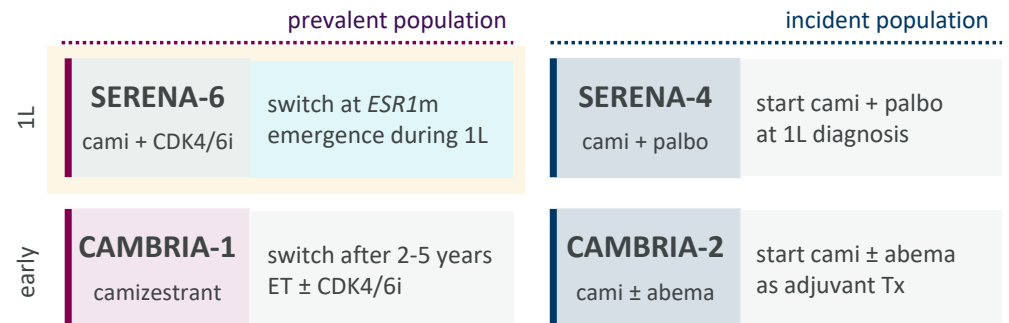 prevalent population
incident population
1L
SERENA-6
cami + CDK4/6i
switch at ESR1m
emergence during 1L
SERENA-4
cami + palbo
start cami + palbo
at 1L diagnosis
early
CAMBRIA-1
camizestrant
switch after 2-5 years
ET ± CDK4/6i
CAMBRIA-2
cami ± abema
start cami ± abema
as adjuvant Tx